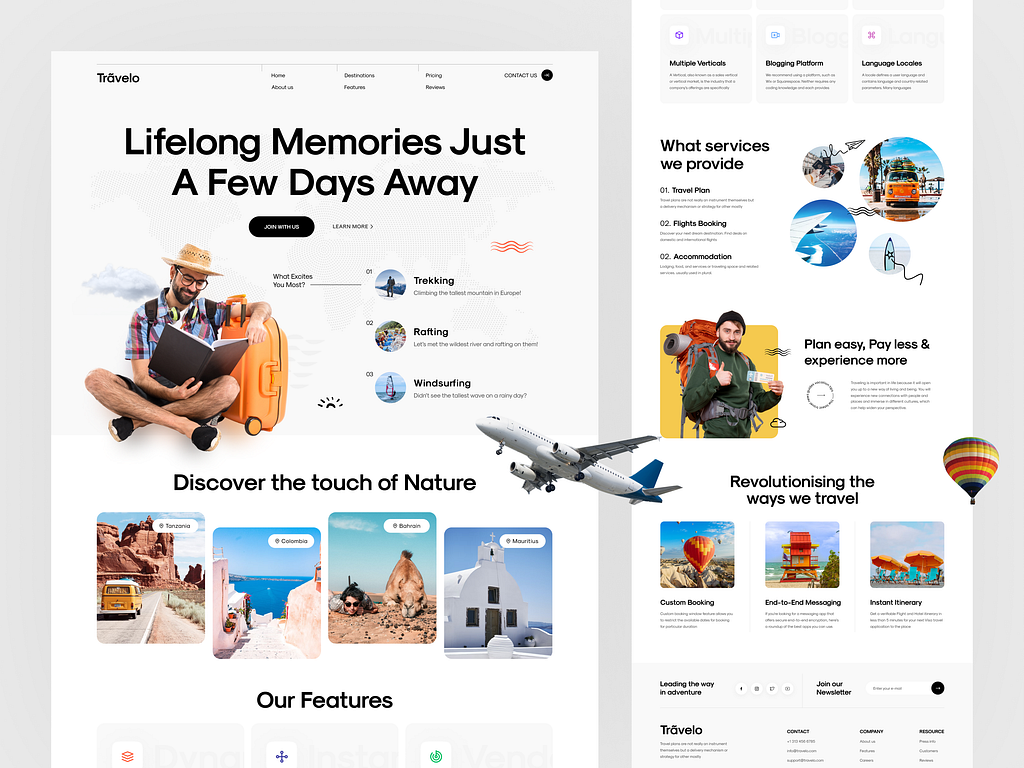 Trãvelo
Home
About us
Destinations
Features
Pricing
Reviews
CONTACT US
Lifelong Memories Just
A Few Days Away
JOIN WITH US
LEARN MORE >
What Excites
You Most?
01
Trekking
Climbing the tallest mountain in Europe!
02
Rafting
Let's met the wildest river and rafting on them!
03
Windsurfing
Didn't see the tallest wave on a rainy day?
Discover the touch of Nature
Tanzania
Colombia
Bahrain
Mauritius
Our Features
Multiple Verticals
A Vertical, also known as a sales vertical,
or vertical market, is the industry that a
company's offerings are specifically
Blogging Platform
We recommend using a platform, such as
Wix or Squarespace. Neither requires any
coding knowledge and each provides
Language Locales
A locale defines a user language and
contains language and country-related
parameters. Many languages.
What services
we provide
01. Travel Plan
Travel plans are not really an instrument themselves but
a delivery mechanism or strategy for other mostly
02. Flights Booking
Discover your next dream destination. Find deals on
domestic and international flights
02. Accommodation
Lodging, food, and services or traveling space and related
services, usually used in plural
Plan easy, Pay less &
experience more
Traveling is important in life because it will open
you up to a new way of living and being. You will
experience new connections with people and
places and immerse in different cultures, which
can help widen your perspective.
Revolutionising the
ways we travel
Custom Booking
Custom booking window feature allows you
to restrict the available dates for booking
for particular duration
End-to-End Messaging
If you're looking for a messaging app that
offers secure end-to-end encryption, here's
a roundup of the best apps you can use.
Instant Itinerary
Get a veritable Flight and Hotel Itinerary in
less than 5-minutes for your next Visa travel
application to the place
Leading the way
in adventure
Join our
Newsletter
Enter your e-mail
Trãvelo
Travel plans are not really an instrument
themselves but a delivery mechanism or
strategy for other mostly
CONTACT
info@travelo.com
support@travelo.com
COMPANY
About us
Features
Careers
RESOURCE
Press info
Customers
Reviews